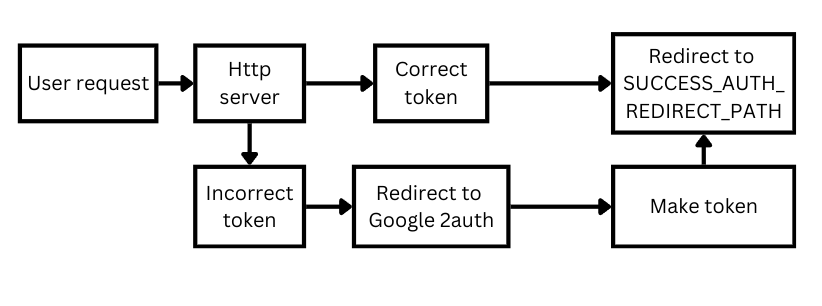 User request
Http
server
Correct
token
Redirect to
SUCCESS_AUTH_
REDIRECT_PATH
Incorrect
token
Redirect to
Google 2auth
Make token